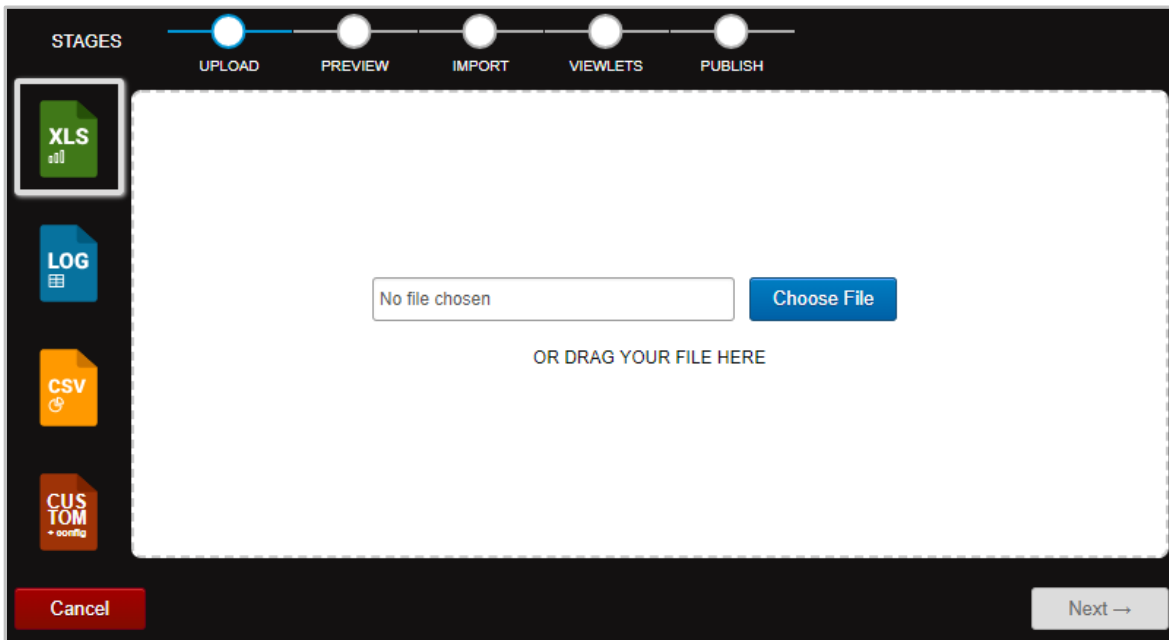 STAGES
UPLOAD PREVIEW IMPORT VIEWLETS PUBLISH
XLS
LOG
CSV
CUS
TOM
+ config
No file chosen
Choose File
OR DRAG YOUR FILE HERE
Cancel
Next →